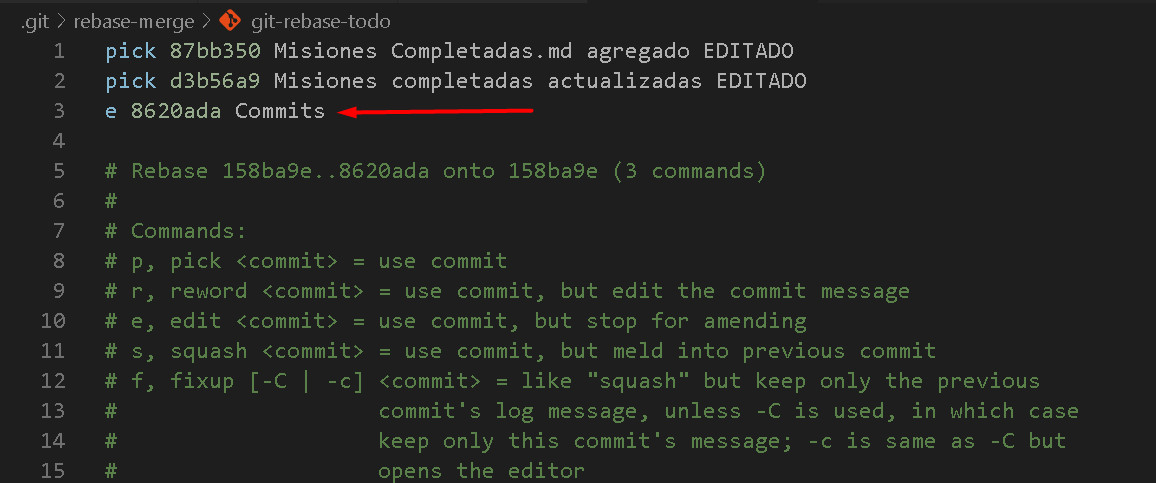 .git > rebase-merge > git-rebase-todo
1 pick 87bb350 Misiones Completadas.md agregado EDITADO
2 pick d3b56a9 Misiones completadas actualizadas EDITADO
3 e 8620ada Commits
4
5 # Rebase 158ba9e..8620ada onto 158ba9e (3 commands)
6 #
7 # Commands:
8 # p, pick <commit> = use commit
9 # r, reword <commit> = use commit, but edit the commit message
10 # e, edit <commit> = use commit, but stop for amending
11 # s, squash <commit> = use commit, but meld into previous commit
12 # f, fixup [-C | -c] <commit> = like "squash" but keep only the previous
13 #                    commit's log message, unless -C is used, in which case
14 #                    keep only this commit's message; -c is same as -C but
15 #                    opens the editor